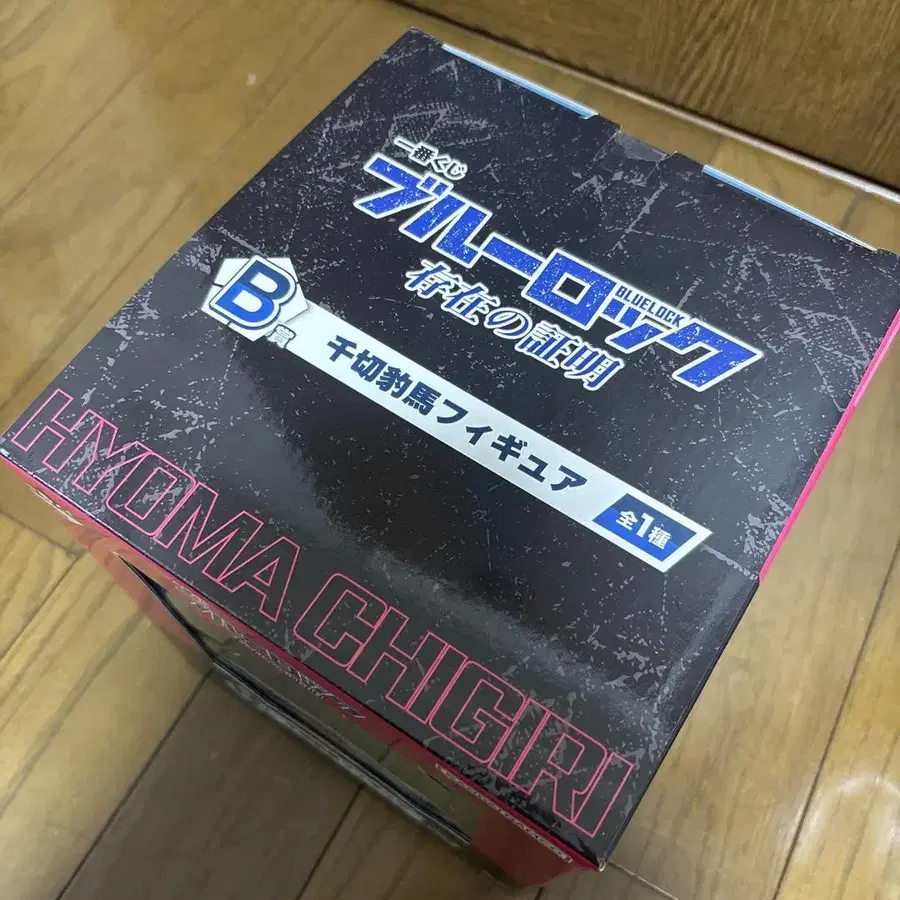 一番くじ
ブルーロック
BLUELOCK
存在の証明
B賞
千切豹馬フィギュア
全1種
HYOMA CHIGIRI